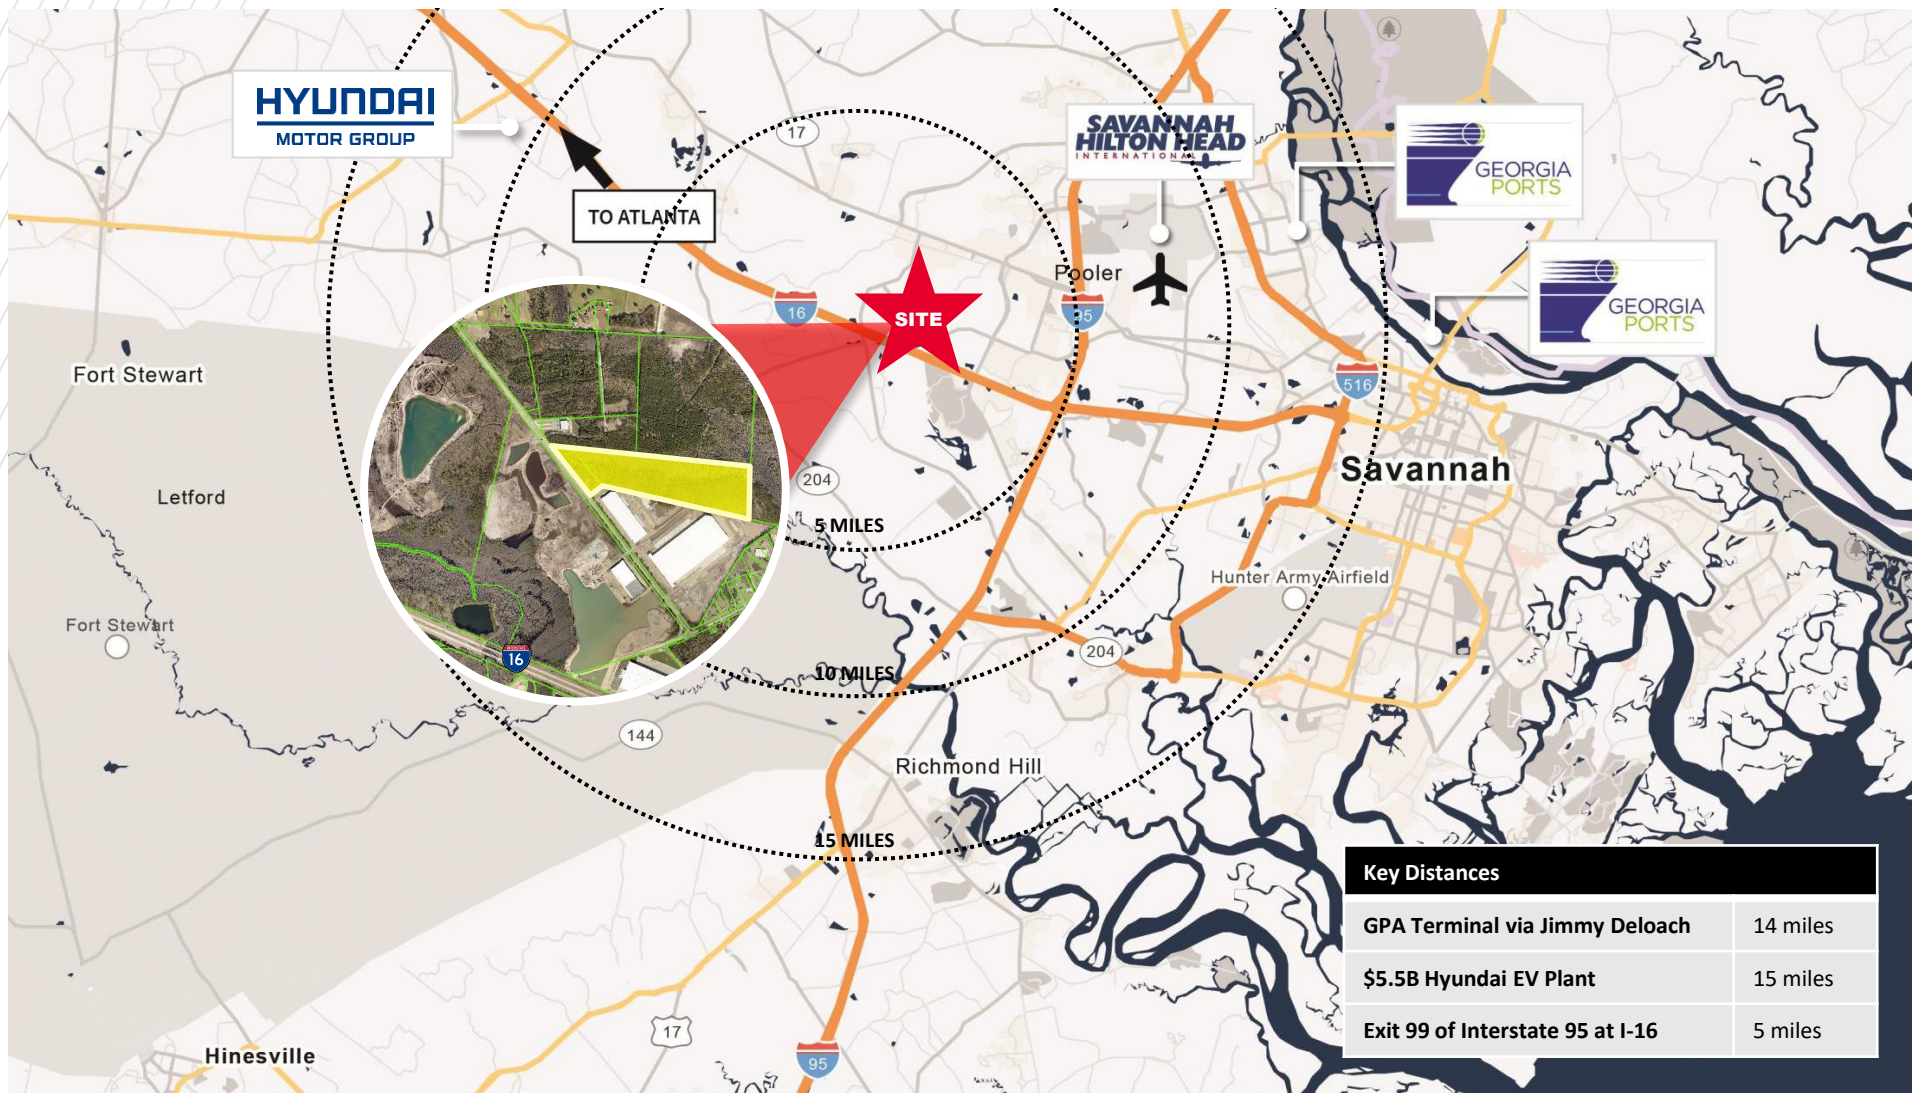 HYUNDAI
MOTOR GROUP
17
SAVANNAH
HILTON HEAD
INTERNATIONAL
GEORGIA
PORTS
TO ATLANTA
GEORGIA
PORTS
Pooler
16
95
SITE
Fort Stewart
516
Savannah
204
Letford
5 MILES
Hunter Army Airfield
Fort Stewart
204
INTERSTATE
16
10 MILES
144
Richmond Hill
15 MILES
Key Distances
GPA Terminal via Jimmy Deloach 14 miles
$5.5B Hyundai EV Plant 15 miles
Exit 99 of Interstate 95 at I-16 5 miles
17
Hinesville
95